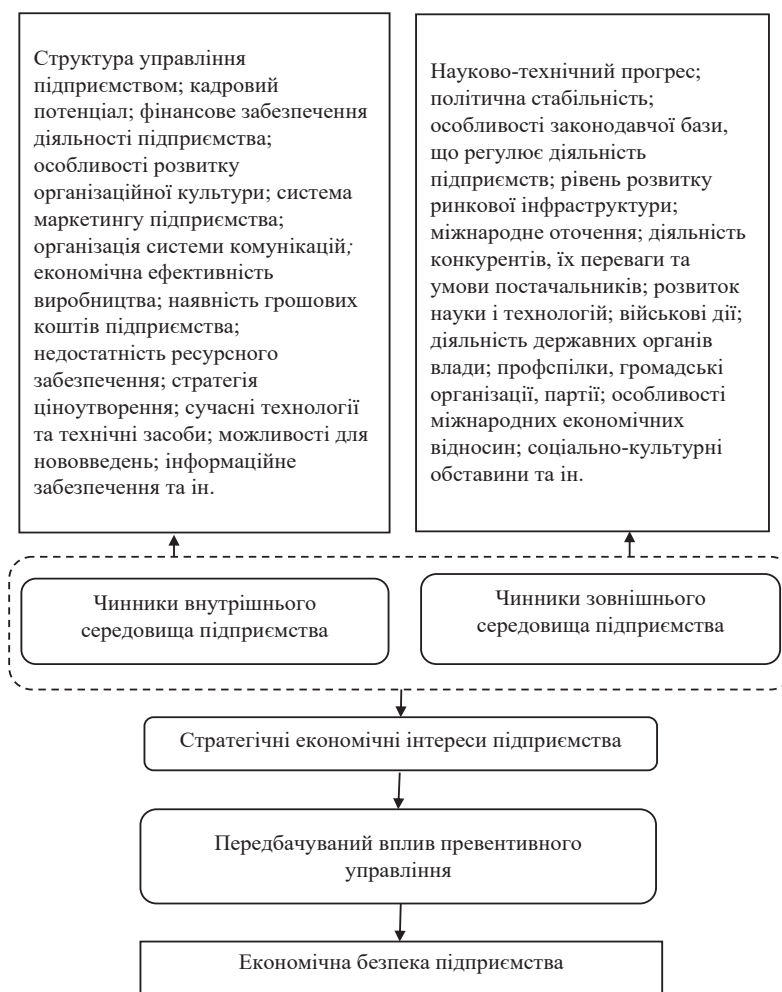 Структура управління
підприємством; кадровий
потенціал; фінансове забезпечення
діяльності підприємства;
особливості розвитку
організаційної культури; система
маркетингу підприємства;
організація системи комунікацій;
економічна ефективність
виробництва; наявність грошових
коштів підприємства;
недостатність ресурсного
забезпечення; стратегія
ціноутворення; сучасні технології
та технічні засоби; можливості для
нововведень; інформаційне
забезпечення та ін.
Науково-технічний прогрес;
політична стабільність;
особливості законодавчої бази,
що регулює діяльність
підприємств; рівень розвитку
ринкової інфраструктури;
міжнародне оточення; діяльність
конкурентів, їх переваги та
умови постачальників; розвиток
науки і технологій; військові дії;
діяльність державних органів
влади; профспілки, громадські
організації, партії; особливості
міжнародних економічних
відносин; соціально-культурні
обставини та ін.
Чинники внутрішнього
середовища підприємства
Чинники зовнішнього
середовища підприємства
Стратегічні економічні інтереси підприємства
Передбачуваний вплив превентивного
управління
Економічна безпека підприємства